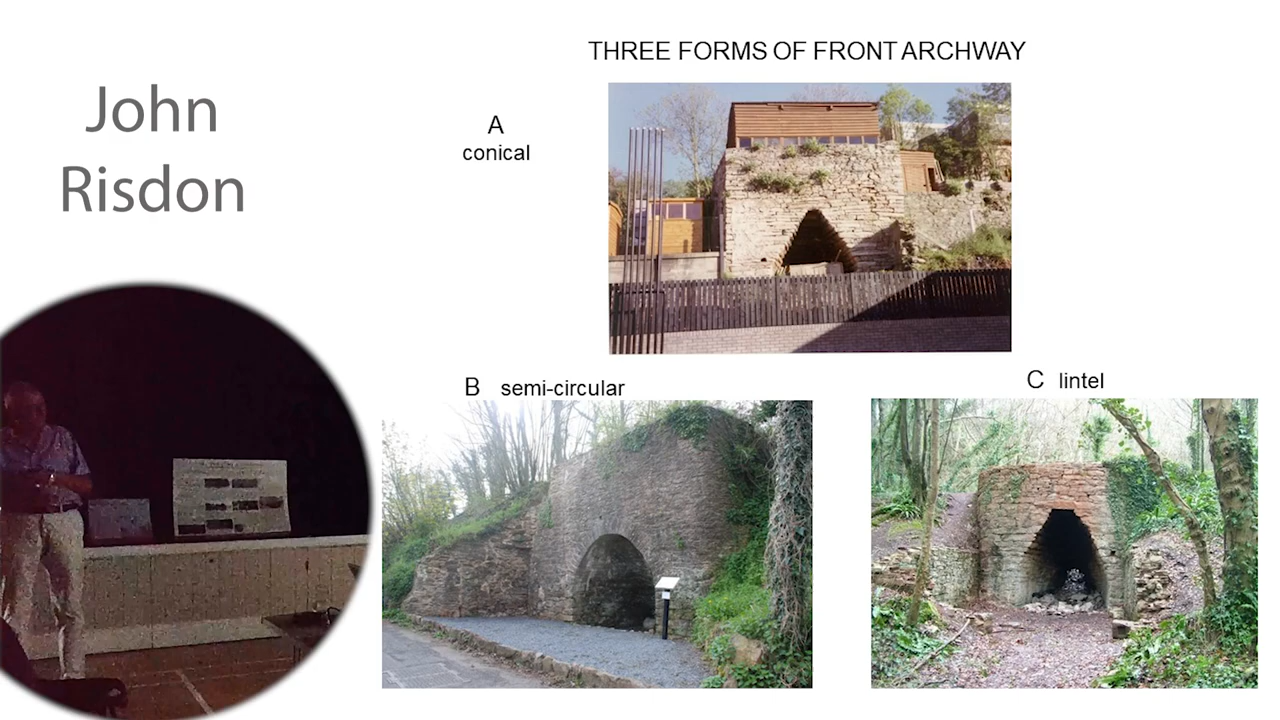 John
Risdon
THREE FORMS OF FRONT ARCHWAY
A
conical
B semi-circular
C lintel